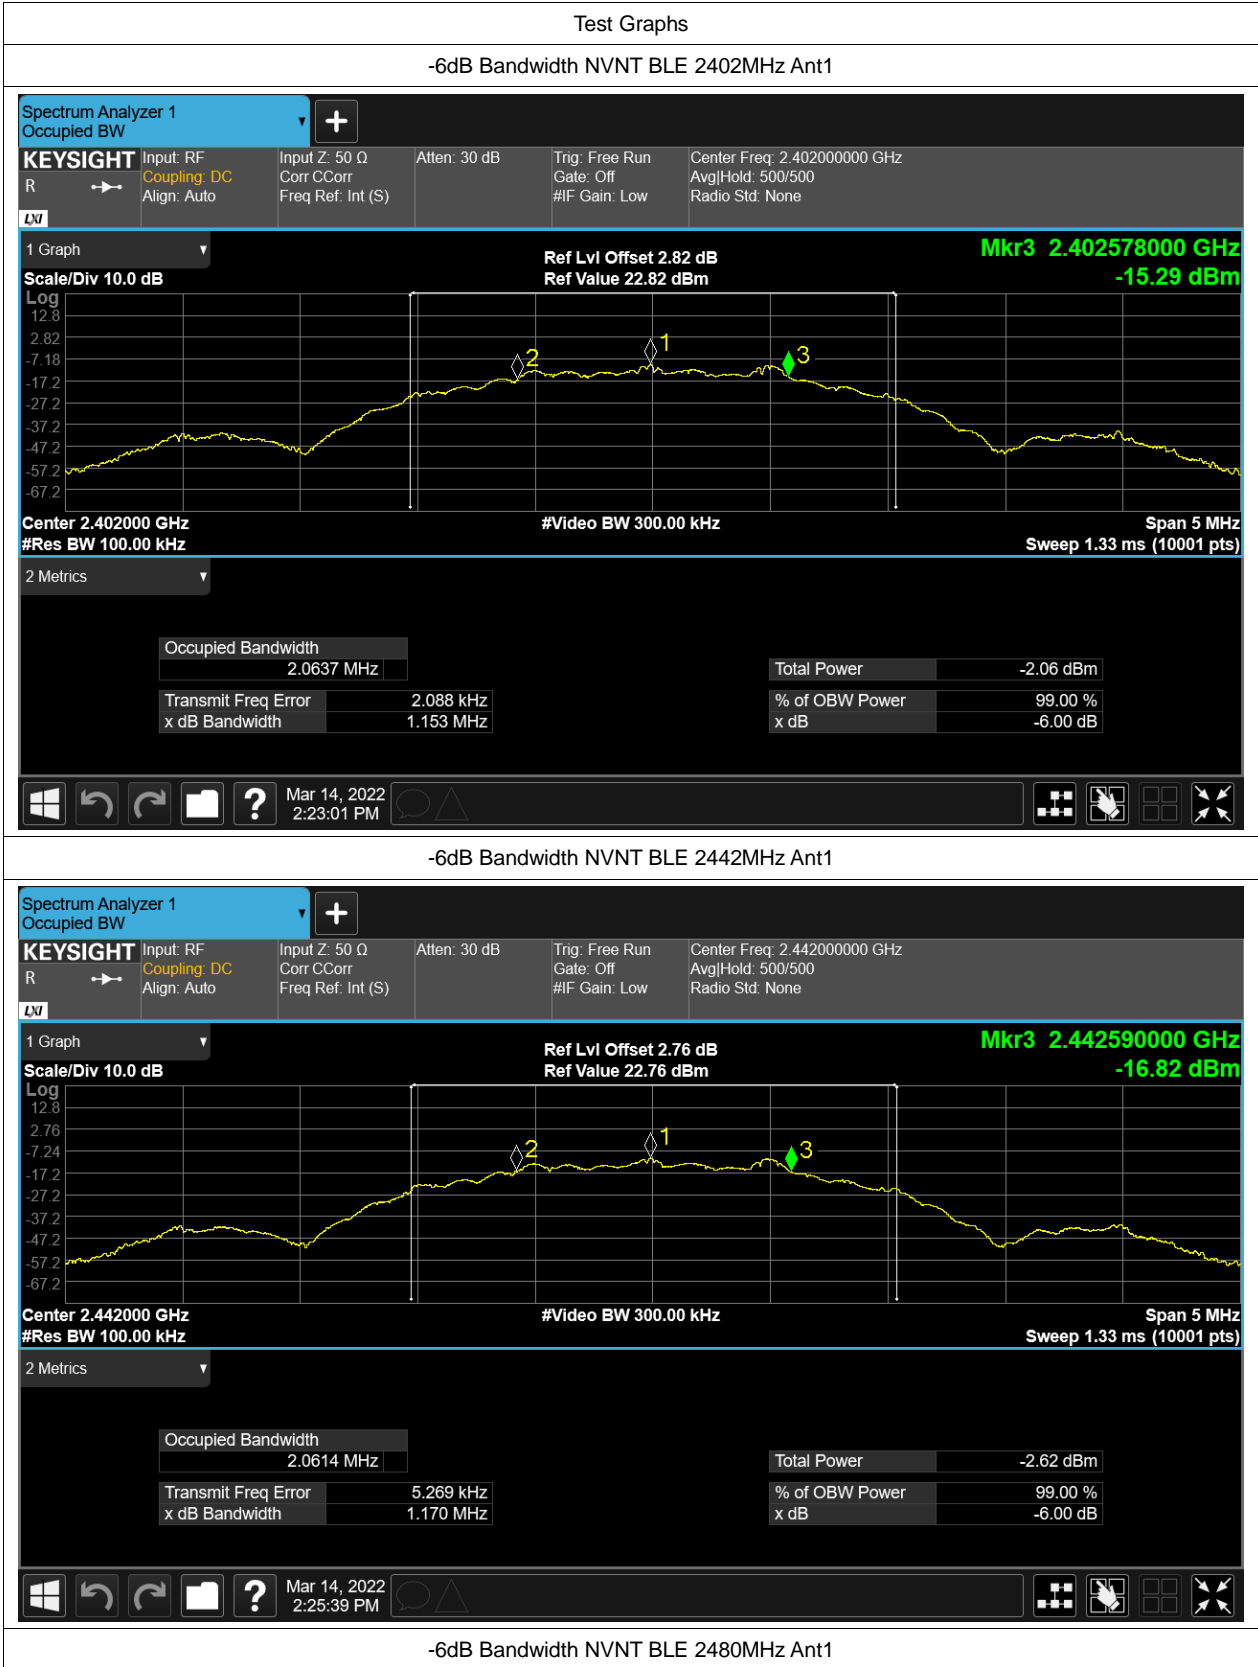 Test Graphs
-6dB Bandwidth NVNT BLE 2402MHz Ant1
Spectrum Analyzer 1
Occupied BW
KEYSIGHT Input: RF Input Z: 50 Ω Atten: 30 dB Trig: Free Run Center Freq: 2.402000000 GHz
R Coupling: DC Corr CCorr Gate: Off Avg|Hold: 500/500
Align: Auto Freq Ref: Int (S) #IF Gain: Low Radio Std: None
LXI
1 Graph Ref Lvl Offset 2.82 dB Mkr3 2.402578000 GHz
Scale/Div 10.0 dB Ref Value 22.82 dBm -15.29 dBm
Log
12.8
2.82
-7.18
-17.2
-27.2
-37.2
-47.2
-57.2
-67.2
2 1 3
Center 2.402000 GHz #Video BW 300.00 kHz Span 5 MHz
#Res BW 100.00 kHz Sweep 1.33 ms (10001 pts)
2 Metrics
Occupied Bandwidth
2.0637 MHz Total Power -2.06 dBm
Transmit Freq Error 2.088 kHz % of OBW Power 99.00 %
x dB Bandwidth 1.153 MHz x dB -6.00 dB
? Mar 14, 2022
2:23:01 PM
-6dB Bandwidth NVNT BLE 2442MHz Ant1
Spectrum Analyzer 1
Occupied BW
KEYSIGHT Input: RF Input Z: 50 Ω Atten: 30 dB Trig: Free Run Center Freq: 2.442000000 GHz
R Coupling: DC Corr CCorr Gate: Off Avg|Hold: 500/500
Align: Auto Freq Ref: Int (S) #IF Gain: Low Radio Std: None
LXI
1 Graph Ref Lvl Offset 2.76 dB Mkr3 2.442590000 GHz
Scale/Div 10.0 dB Ref Value 22.76 dBm -16.82 dBm
Log
12.8
2.76
-7.24
-17.2
-27.2
-37.2
-47.2
-57.2
-67.2
2 1 3
Center 2.442000 GHz #Video BW 300.00 kHz Span 5 MHz
#Res BW 100.00 kHz Sweep 1.33 ms (10001 pts)
2 Metrics
Occupied Bandwidth
2.0614 MHz Total Power -2.62 dBm
Transmit Freq Error 5.269 kHz % of OBW Power 99.00 %
x dB Bandwidth 1.170 MHz x dB -6.00 dB
? Mar 14, 2022
2:25:39 PM
-6dB Bandwidth NVNT BLE 2480MHz Ant1